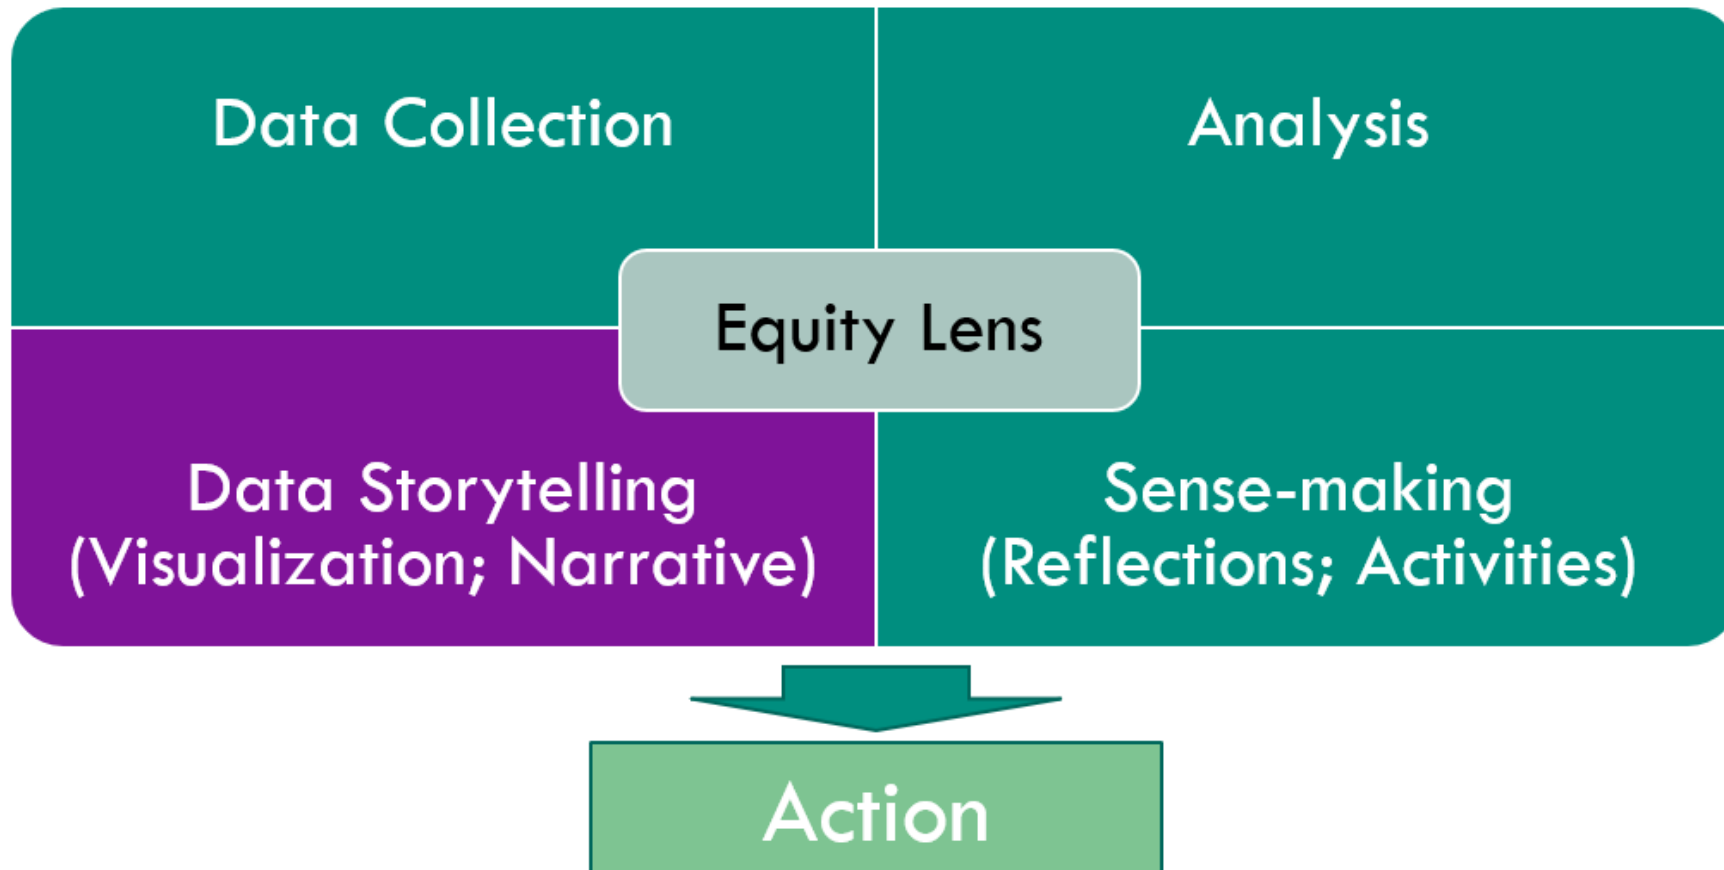 Data Collection
Analysis
Equity Lens
Data Storytelling
(Visualization; Narrative)
Sense-making
(Reflections; Activities)
Action